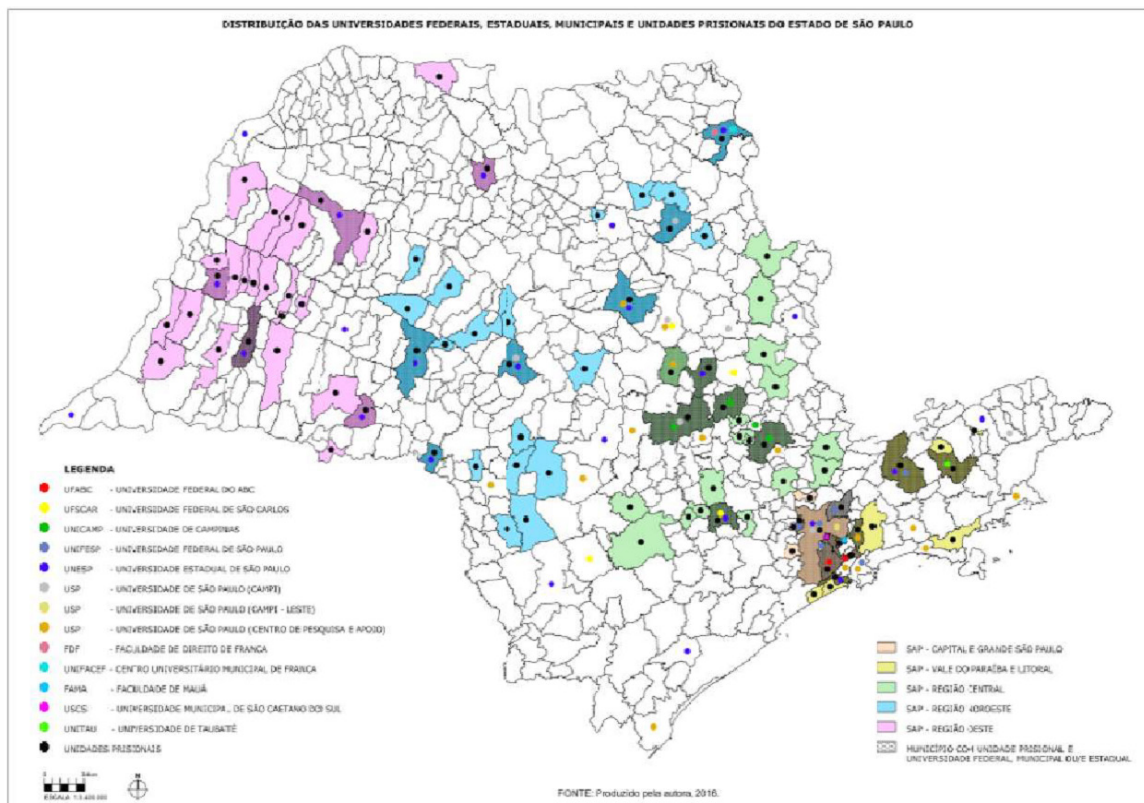 DISTRIBUIÇÃO DAS UNIVERSIDADES FEDERAIS, ESTADUAIS, MUNICIPAIS E UNIDADES PRISIONAIS DO ESTADO DE SÃO PAULO
LEGENDA
UFABC - UNIVERSIDADE FEDERAL DO ABC
UFSCAR - UNIVERSIDADE FEDERAL DE SÃO CARLOS
UNICAMP - UNIVERSIDADE DE CAMPINAS
UNIFESP - UNIVERSIDADE FEDERAL DE SÃO PAULO
UNESP - UNIVERSIDADE ESTADUAL DE SÃO PAULO
USP - UNIVERSIDADE DE SÃO PAULO (CAMPI)
USP - UNIVERSIDADE DE SÃO PAULO (CAMPI - LESTE)
USP - UNIVERSIDADE DE SÃO PAULO (CENTRO DE PESQUISA E APOIO)
FDF - FACULDADE DE DIREITO DE FRANCA
UNIFACEF - CENTRO UNIVERSITÁRIO MUNICIPAL DE FRANCA
FAMA - FACULDADE DE MAUÁ
USCS - UNIVERSIDADE MUNICIPAL DE SÃO CAETANO DO SUL
UNITAU - UNIVERSIDADE DE TAUBATÉ
UNIDADES PRISIONAIS
SAP - CAPITAL E GRANDE SÃO PAULO
SAP - VALE DO PARAÍBA E LITORAL
SAP - REGIÃO CENTRAL
SAP - REGIÃO NOROESTE
SAP - REGIÃO OESTE
MUNICÍPIO COM UNIDADE PRISIONAL E
UNIVERSIDADE FEDERAL, MUNICIPAL OU/E ESTADUAL
N
FONTE: Produzido pela autora, 2016.